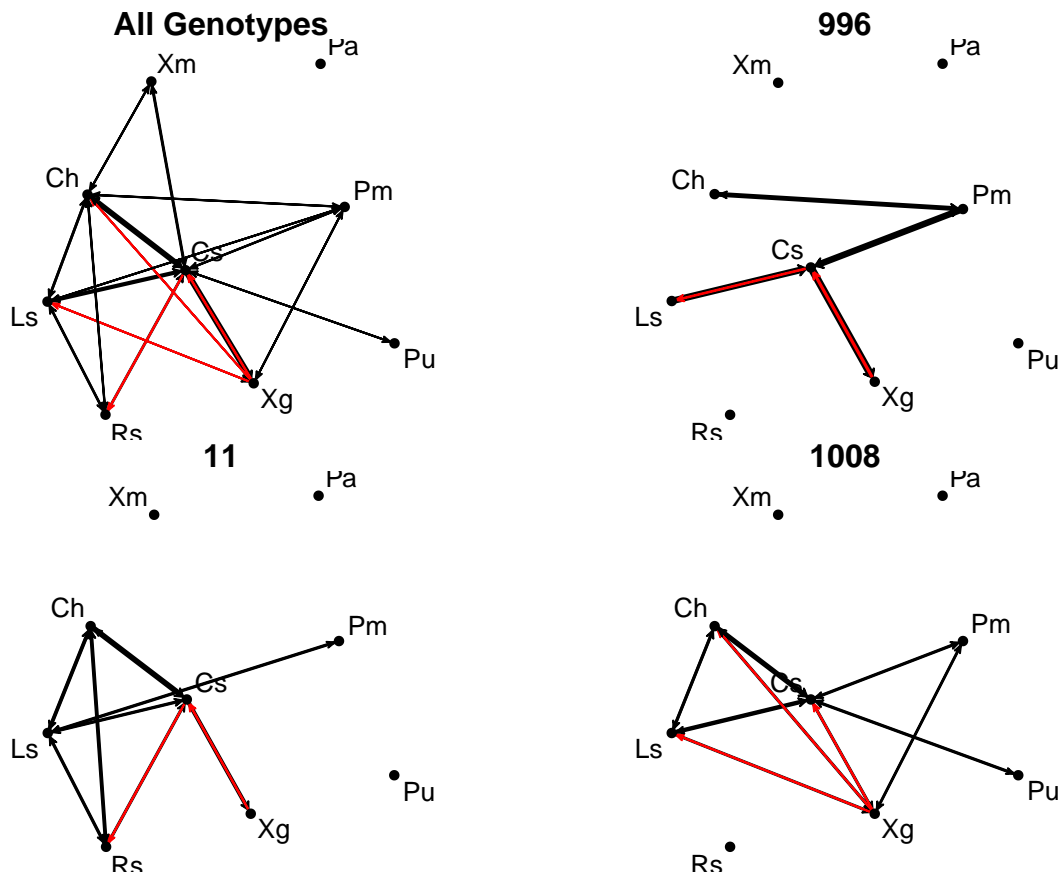 All Genotypes
Pa
Xm
Ch
Pm
Cs
Ls
Pu
Xg
Rs
996
Pa
Xm
Ch
Pm
Cs
Ls
Pu
Xg
Rs
11
Pa
Xm
Ch
Pm
Cs
Ls
Pu
Xg
Rs
1008
Pa
Xm
Ch
Pm
Cs
Ls
Pu
Xg
Rs